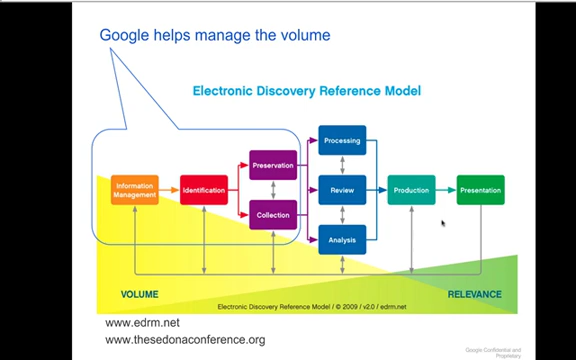 Google helps manage the volume
Electronic Discovery Reference Model
Processing
Preservation
Information
Management
Identification
Review
Production
Presentation
Collection
Analysis
VOLUME
RELEVANCE
Electronic Discovery Reference Model / © 2009 / v2.0 / edrm.net
www.edrm.net
www.thesedonaconference.org
Google Confidential and
Proprietary